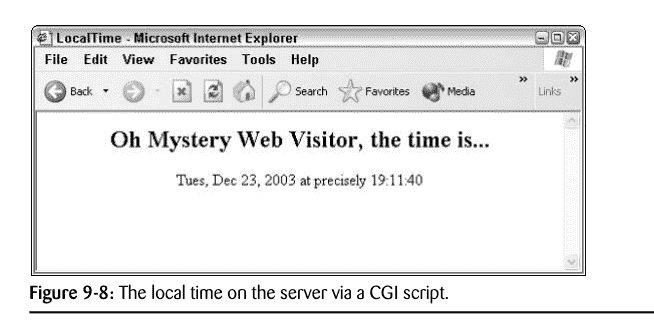 LocalTime - Microsoft Internet Explorer
File Edit View Favorites Tools Help
Back Search Favorites Media » Links »
Oh Mystery Web Visitor, the time is...
Tues, Dec 23, 2003 at precisely 19:11:40
Figure 9-8: The local time on the server via a CGI script.